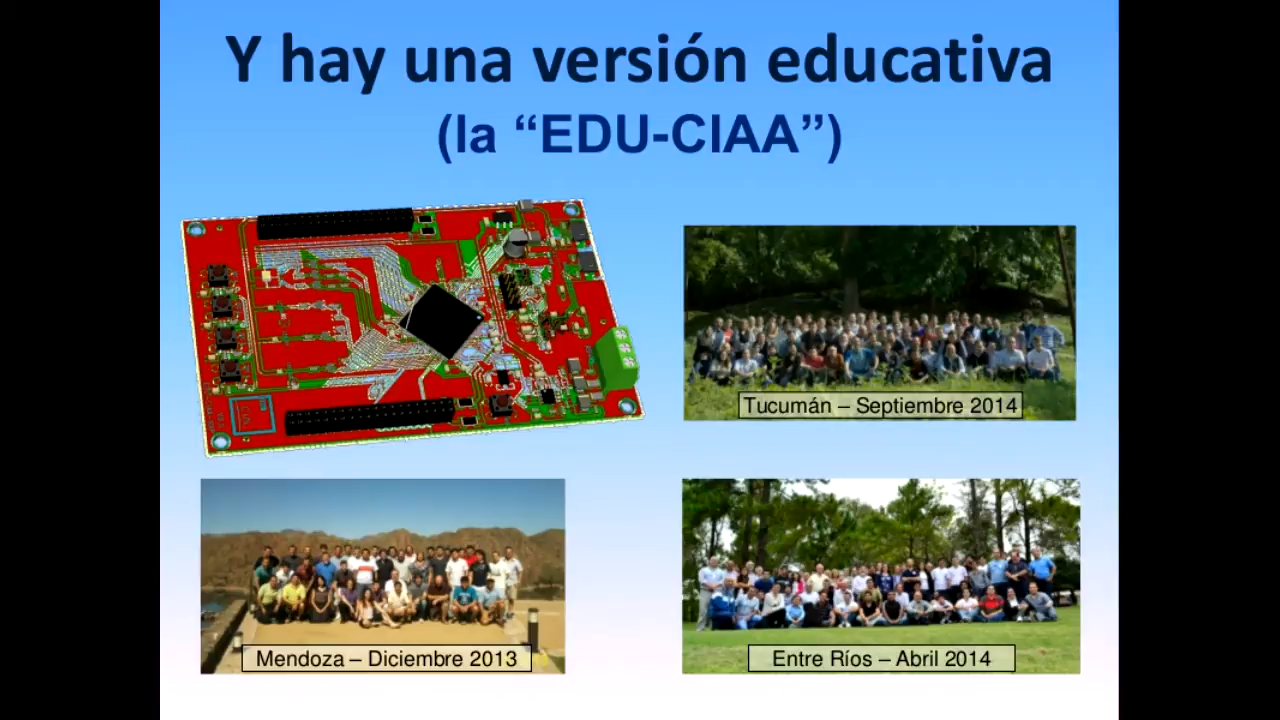 Y hay una versión educativa
(la “EDU-CIAA”)
Tucumán – Septiembre 2014
Mendoza – Diciembre 2013
Entre Ríos – Abril 2014